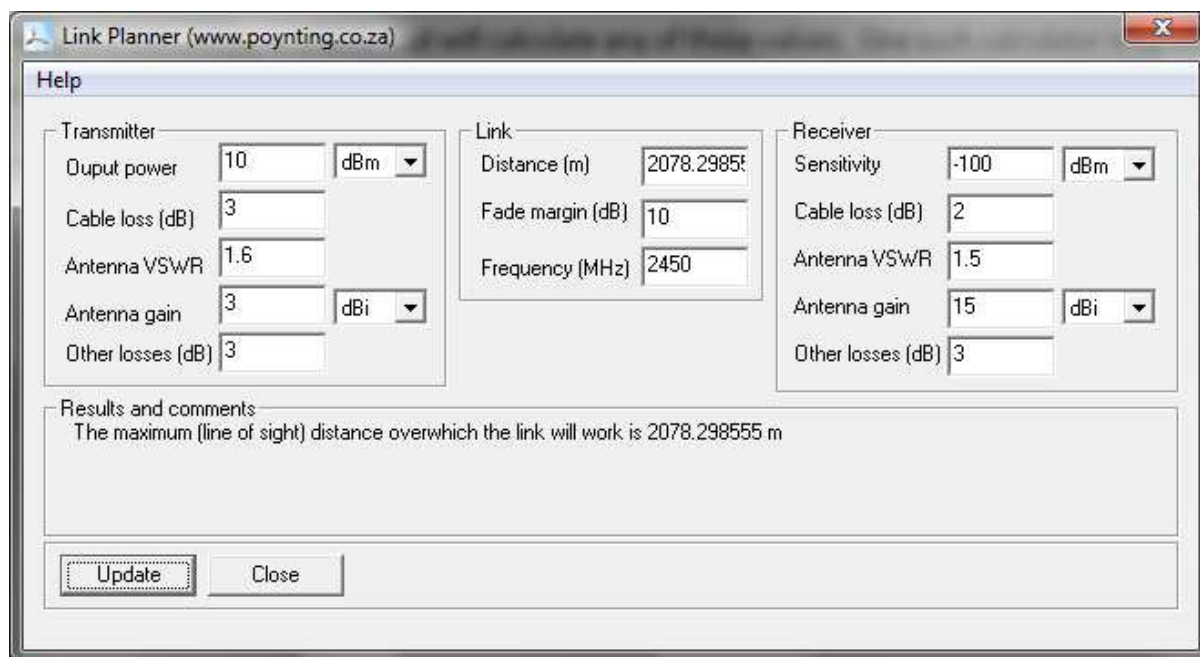 Link Planner (www.poynting.co.za)
Help
Transmitter
Ouput power 10 dBm
Cable loss (dB) 3
Antenna VSWR 1.6
Antenna gain 3 dBi
Other losses (dB) 3
Link
Distance (m) 2078.29855
Fade margin (dB) 10
Frequency (MHz) 2450
Receiver
Sensitivity -100 dBm
Cable loss (dB) 2
Antenna VSWR 1.5
Antenna gain 15 dBi
Other losses (dB) 3
Results and comments
The maximum (line of sight) distance overwhich the link will work is 2078.298555 m
Update Close